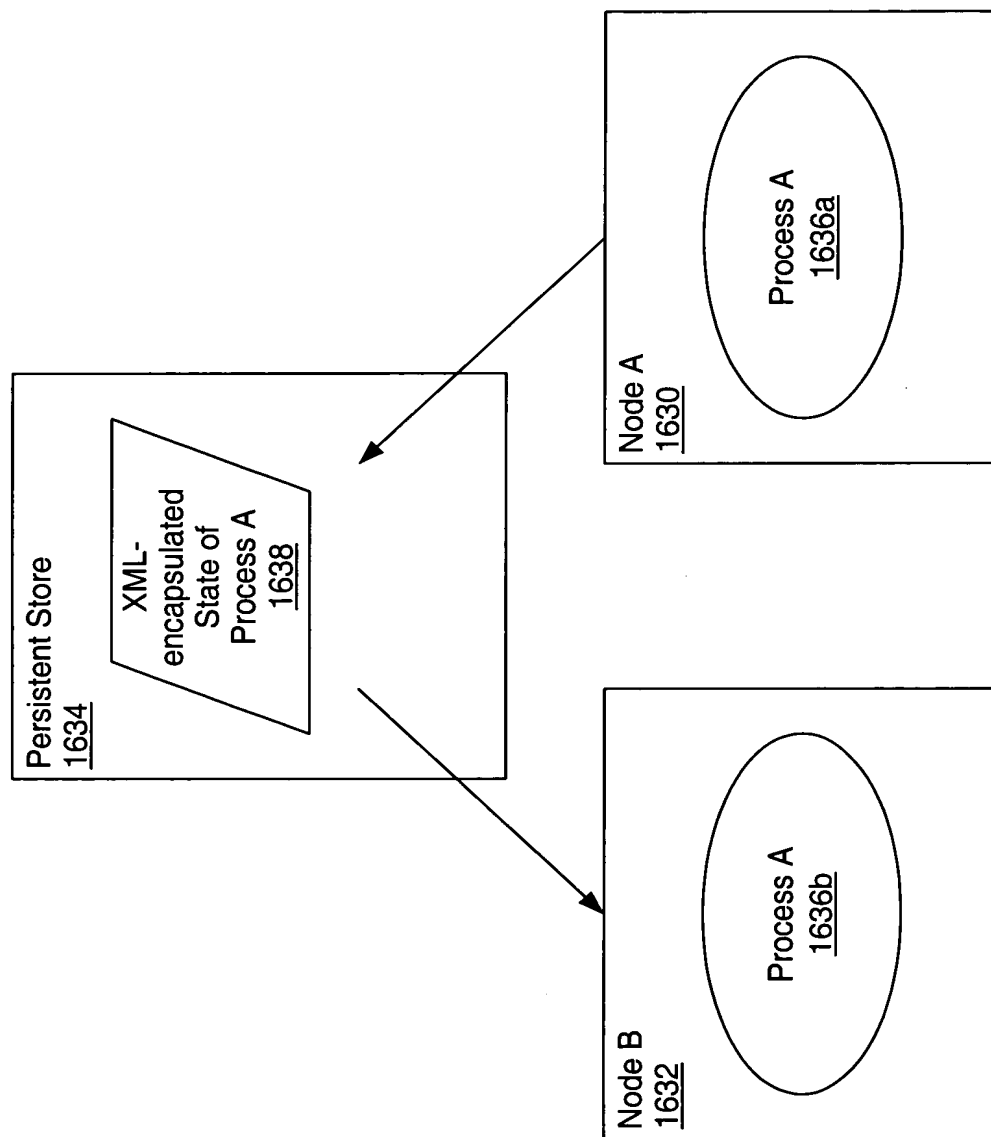 Persistent Store
1634
XML-
encapsulated
State of
Process A
1638
Node B
1632
Process A
1636b
Node A
1630
Process A
1636a